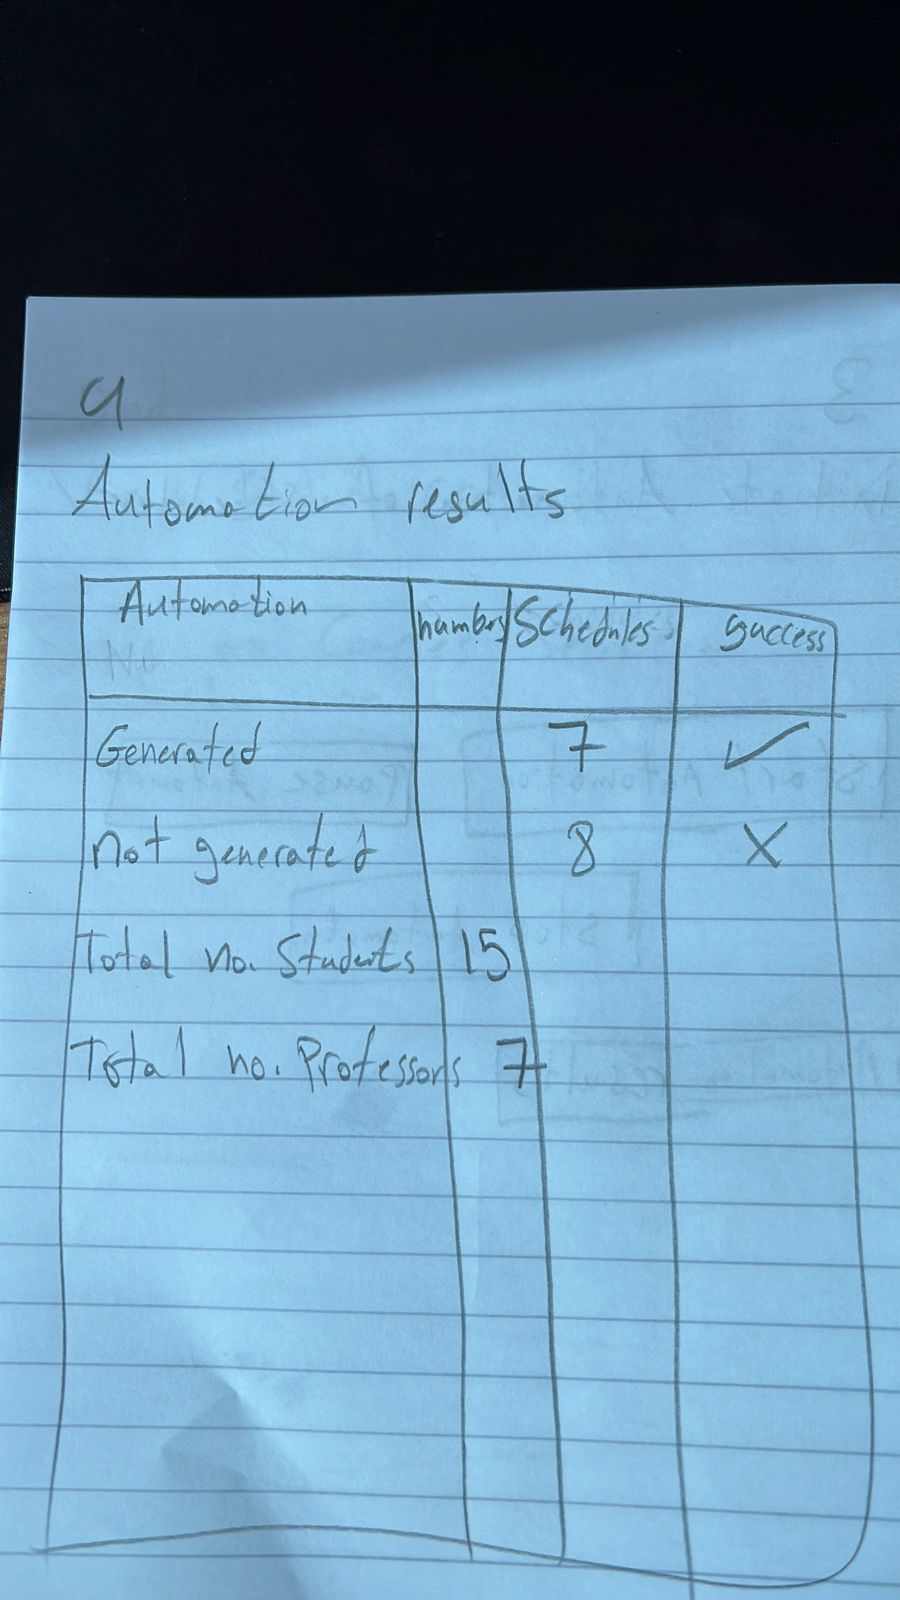 4
Automation results
Automation numbers Schedules success
Generated 7 ✓
not generated 8 X
Total no. Students 15
Total no. Professors 7